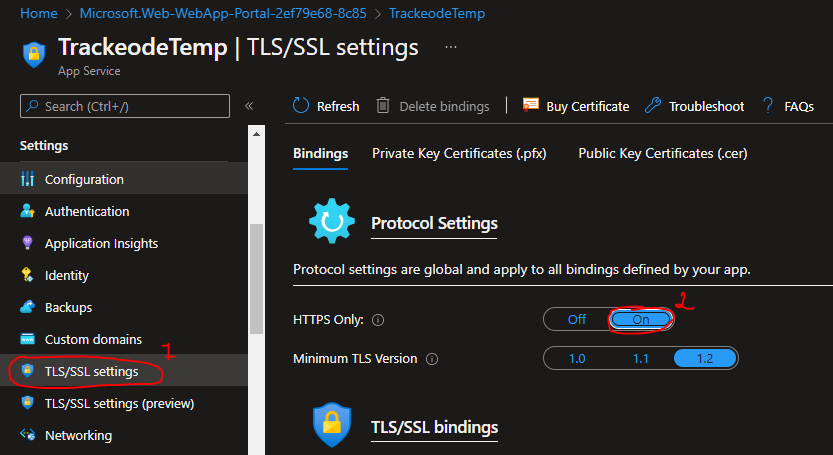 Home > Microsoft.Web-WebApp-Portal-2ef79e68-8c85 > TrackeodeTemp
TrackeodeTemp | TLS/SSL settings ...
App Service
Search (Ctrl+/) «
Refresh Delete bindings Buy Certificate Troubleshoot ? FAQs
Settings
Configuration
Authentication
Application Insights
Identity
Backups
Custom domains
1
TLS/SSL settings
TLS/SSL settings (preview)
Networking
Bindings Private Key Certificates (.pfx) Public Key Certificates (.cer)
Protocol Settings
Protocol settings are global and apply to all bindings defined by your app.
HTTPS Only: Off On 2
Minimum TLS Version 1.0 1.1 1.2
TLS/SSL bindings